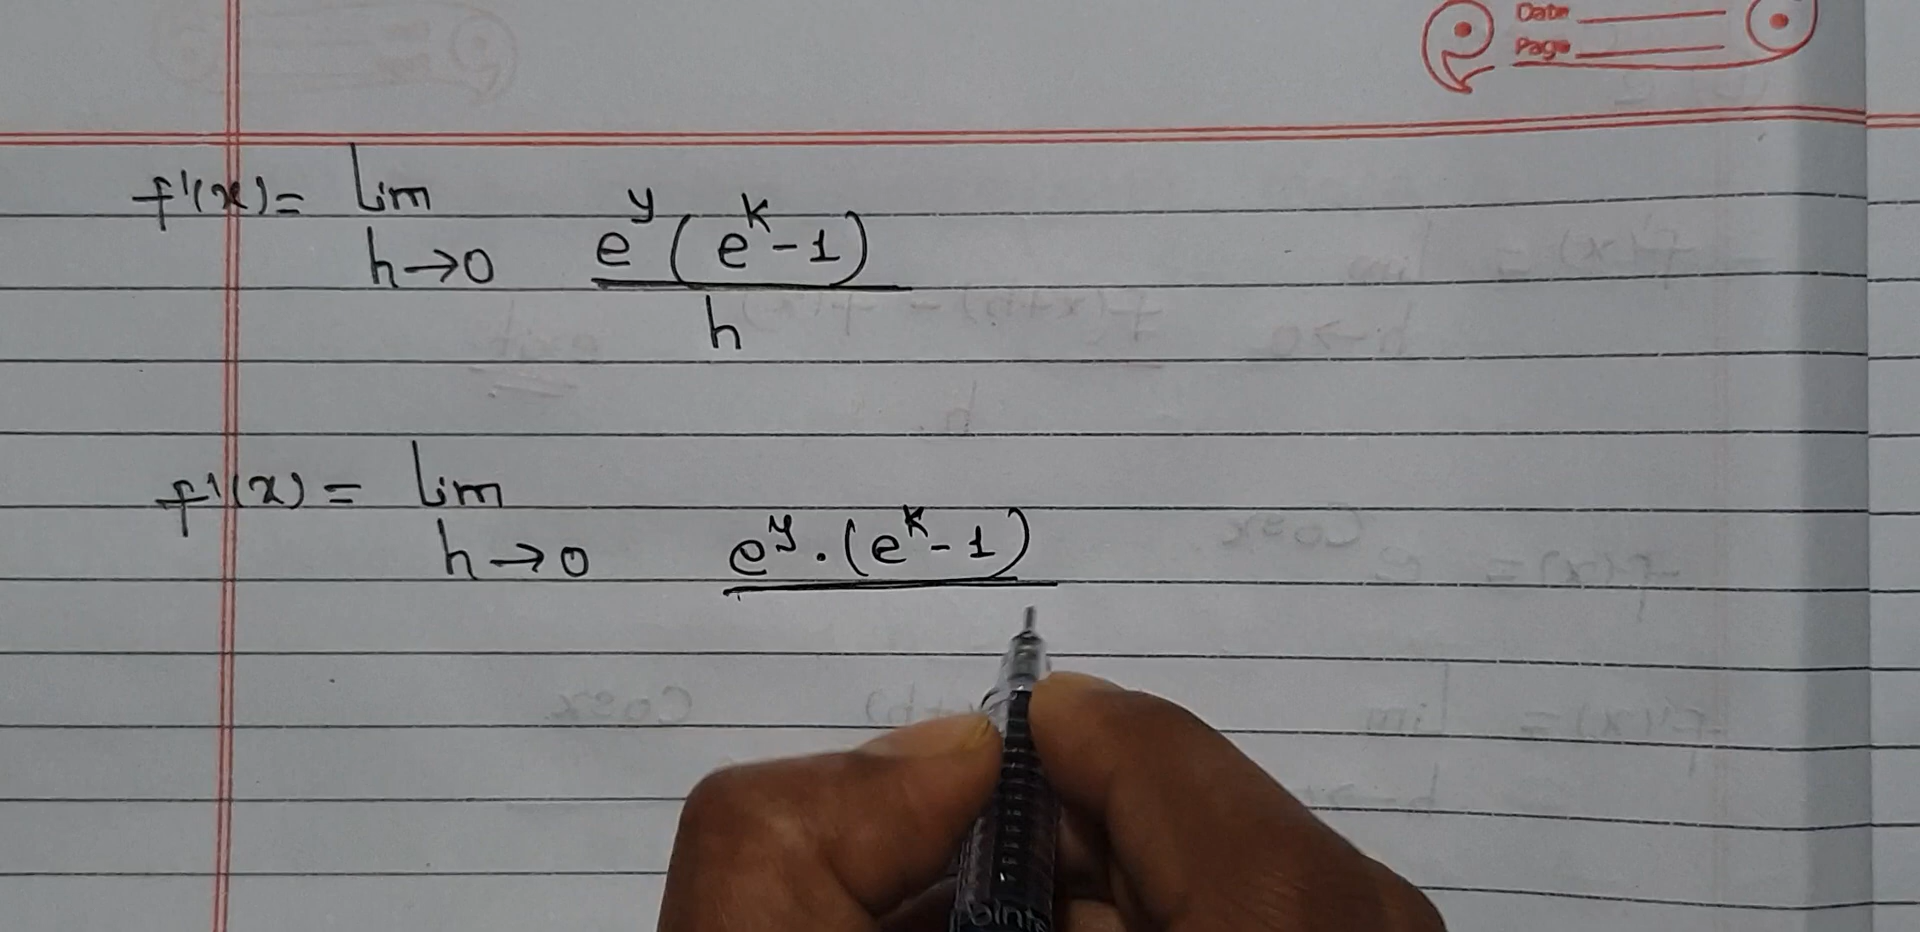 Date
Page
f'(x) = lim h→0 e^y (e^k - 1) / h
f'(x) = lim h→0 e^y . (e^k - 1)